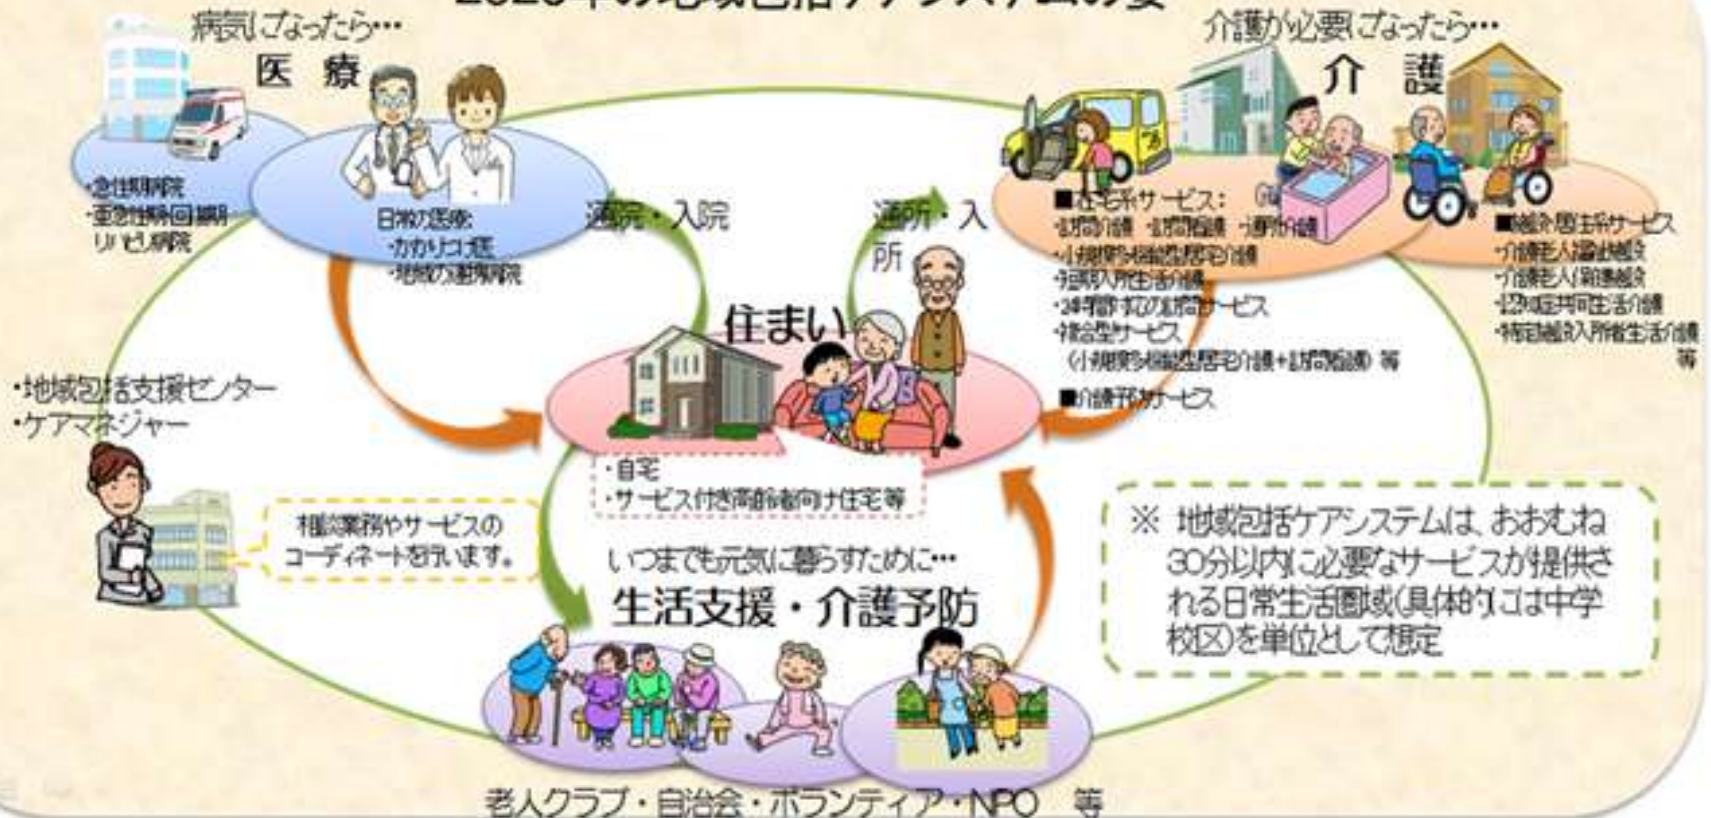 の地域包括ケアシステムの姿
病気になったら…
医 療
介護が必要になったら…
介 護
・急性期病院
・亜急性期・回復期
リハビリ病院
日常の医療:
・かかりつけ医
・地域の連携病院
通院・入院
通所・入
所
■在宅系サービス:
・訪問介護 ・訪問看護 ・通所介護
・小規模多機能型居宅介護
・短期入所生活介護
・24時間対応の訪問サービス
・複合型サービス
(小規模多機能型居宅介護+訪問看護) 等
■介護予防サービス
■施設・居住系サービス
・介護老人福祉施設
・介護老人保健施設
・認知症共同生活介護
・特定施設入所者生活介護
等
住まい
・地域包括支援センター
・ケアマネジャー
・自宅
・サービス付き高齢者向け住宅等
相談業務やサービスの
コーディネートを行います。
いつまでも元気に暮らすために…
生活支援・介護予防
※ 地域包括ケアシステムは、おおむね
30分以内に必要なサービスが提供さ
れる日常生活圏域(具体的には中学
校区)を単位として想定
老人クラブ・自治会・ボランティア・NPO 等